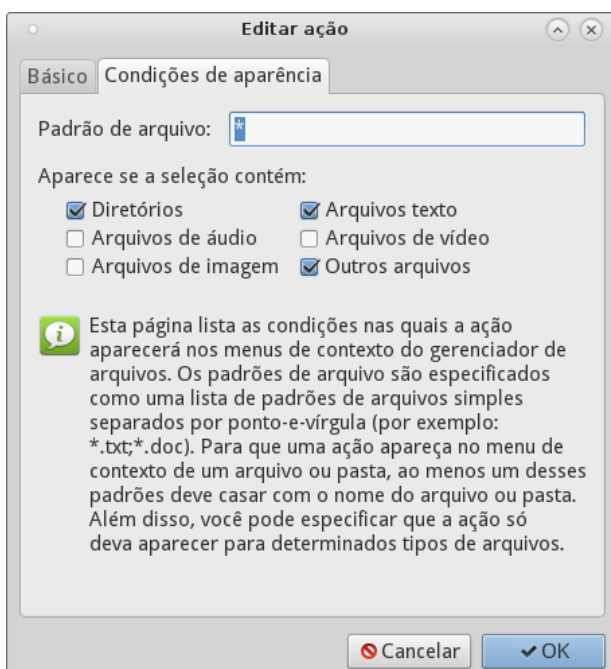 Editar ação
Básico Condições de aparência
Padrão de arquivo: *
Aparece se a seleção contém:
Diretórios Arquivos texto
Arquivos de áudio Arquivos de vídeo
Arquivos de imagem Outros arquivos
Esta página lista as condições nas quais a ação
aparecerá nos menus de contexto do gerenciador de
arquivos. Os padrões de arquivo são especificados
como uma lista de padrões de arquivos simples
separados por ponto-e-vírgula (por exemplo:
*.txt;*.doc). Para que uma ação apareça no menu de
contexto de um arquivo ou pasta, ao menos um desses
padrões deve casar com o nome do arquivo ou pasta.
Além disso, você pode especificar que a ação só
deva aparecer para determinados tipos de arquivos.
Cancelar OK